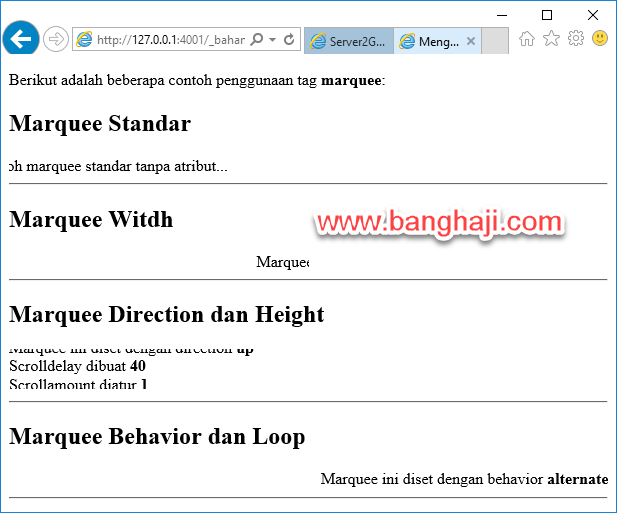 http://127.0.0.1:4001/_bahar
Server2G...
Meng...
Berikut adalah beberapa contoh penggunaan tag marquee:
Marquee Standar
oh marquee standar tanpa atribut...
Marquee Witdh
www.banghaji.com
Marquee
Marquee Direction dan Height
Marquee ini diset dengan direction up
Scrolldelay dibuat 40
Scrollamount diatur 1
Marquee Behavior dan Loop
Marquee ini diset dengan behavior alternate